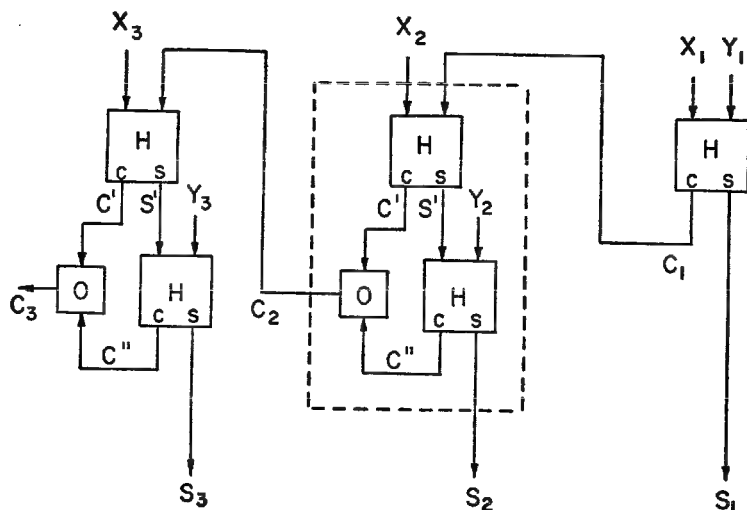 X₃ X₂ X₁ Y₁
H H H
c s c s c s
C' S' Y₃ C' S' Y₂
O H O H
C₃ c s C₂ c s C₁
C" C"
S₃ S₂ S₁